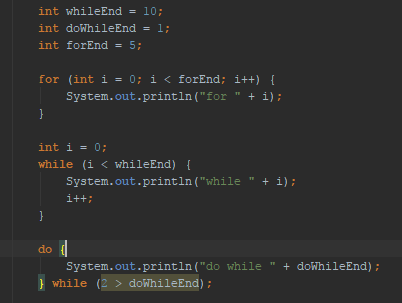 int whileEnd = 10;
int doWhileEnd = 1;
int forEnd = 5;
for (int i = 0; i < forEnd; i++) {
System.out.println("for " + i);
}
int i = 0;
while (i < whileEnd) {
System.out.println("while " + i);
i++;
}
do {
System.out.println("do while " + doWhileEnd);
} while (2 > doWhileEnd);